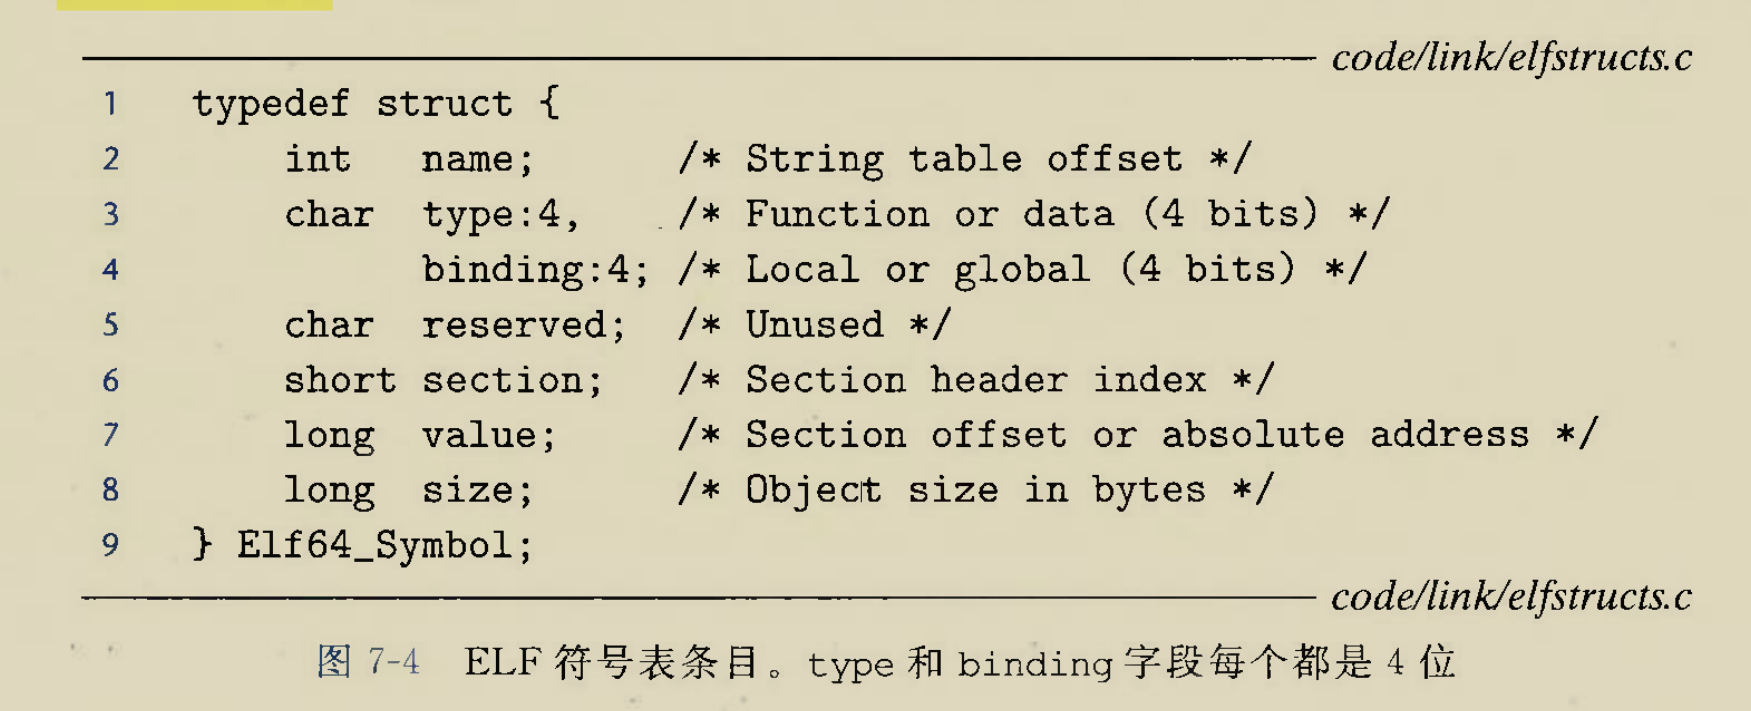 code/link/elfstructs.c
1 typedef struct {
2 int name; /* String table offset */
3 char type:4, /* Function or data (4 bits) */
4 binding:4; /* Local or global (4 bits) */
5 char reserved; /* Unused */
6 short section; /* Section header index */
7 long value; /* Section offset or absolute address */
8 long size; /* Object size in bytes */
9 } Elf64_Symbol;
code/link/elfstructs.c
图 7-4 ELF 符号表条目。type 和 binding 字段每个都是 4 位